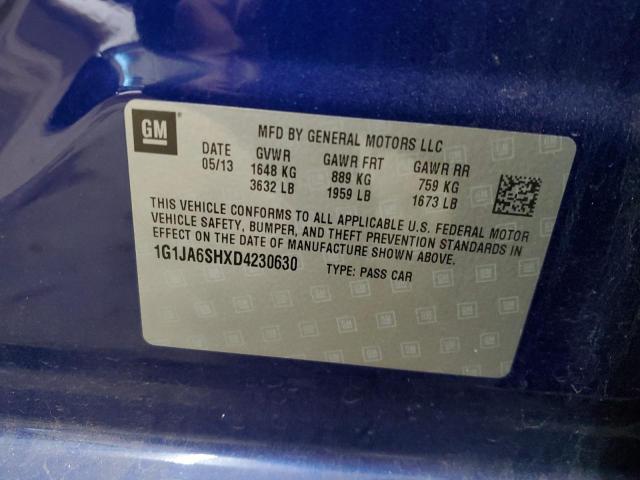 GM
MFD BY GENERAL MOTORS LLC
DATE GVWR GAWR FRT GAWR RR
05/13 1648 KG 889 KG 759 KG
3632 LB 1959 LB 1673 LB
THIS VEHICLE CONFORMS TO ALL APPLICABLE U.S. FEDERAL MOTOR
VEHICLE SAFETY, BUMPER, AND THEFT PREVENTION STANDARDS IN
EFFECT ON THE DATE OF MANUFACTURE SHOWN ABOVE.
1G1JA6SHXD4230630 TYPE: PASS CAR